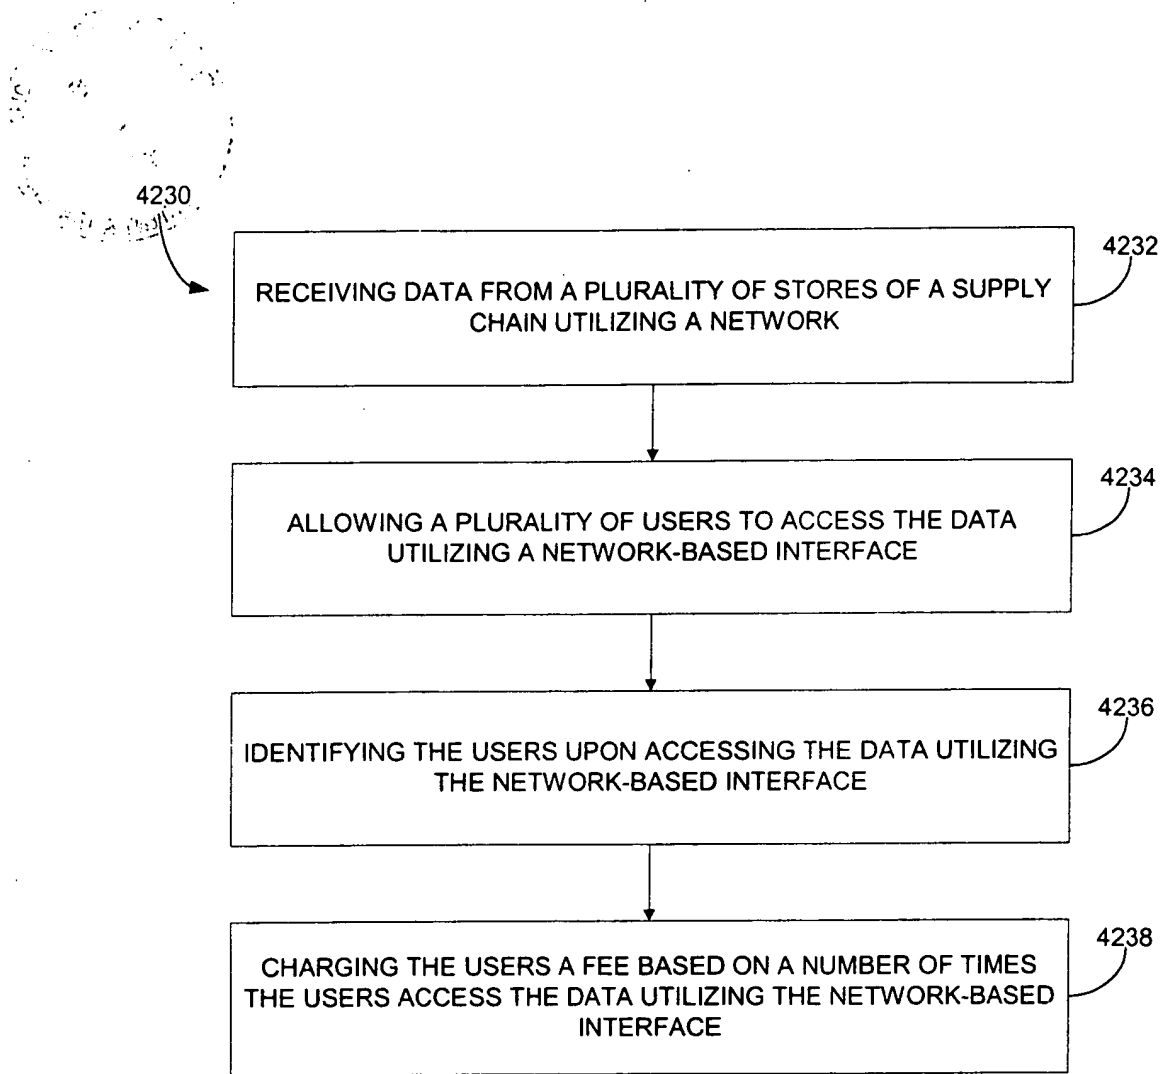 4230
4232
RECEIVING DATA FROM A PLURALITY OF STORES OF A SUPPLY
CHAIN UTILIZING A NETWORK
4234
ALLOWING A PLURALITY OF USERS TO ACCESS THE DATA
UTILIZING A NETWORK-BASED INTERFACE
4236
IDENTIFYING THE USERS UPON ACCESSING THE DATA UTILIZING
THE NETWORK-BASED INTERFACE
4238
CHARGING THE USERS A FEE BASED ON A NUMBER OF TIMES
THE USERS ACCESS THE DATA UTILIZING THE NETWORK-BASED
INTERFACE